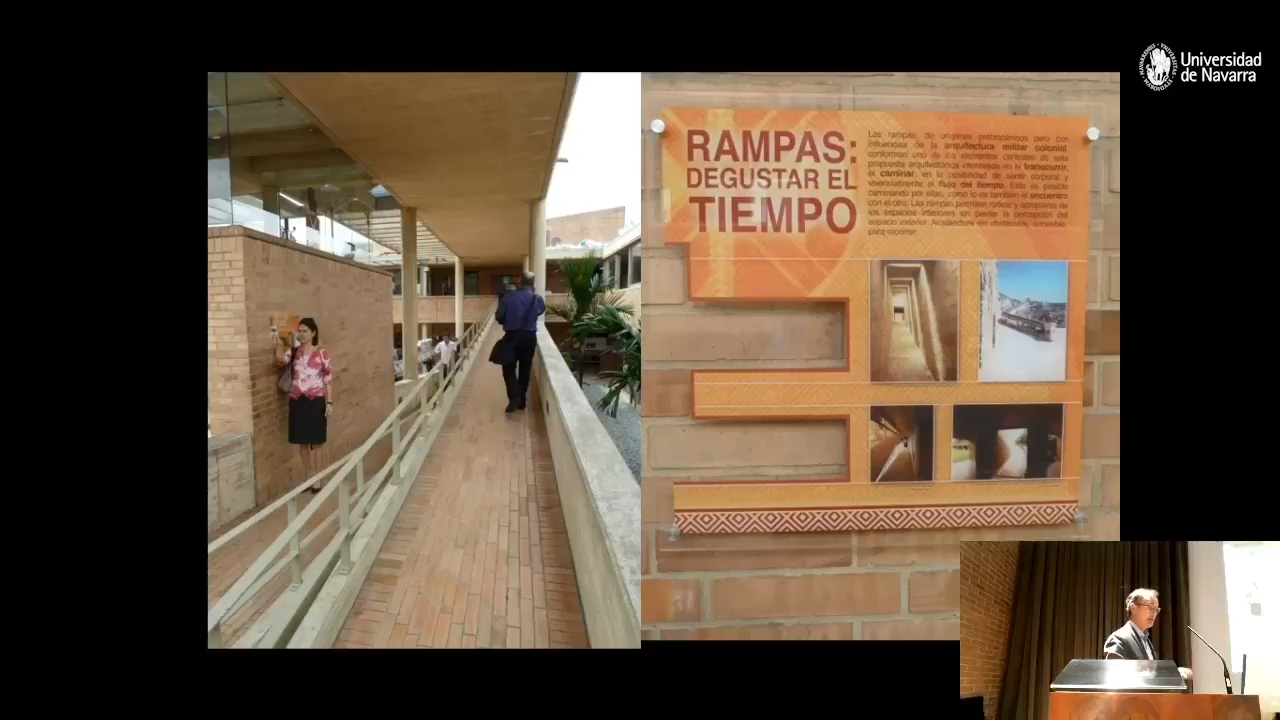 Universidad
de Navarra
RAMPAS:
DEGUSTAR EL
TIEMPO
Las rampas, de orígenes prehispánicos pero con
influencias de la arquitectura militar colonial,
conforman uno de los elementos centrales de esta
propuesta arquitectónica cimentada en el transcurrir,
el caminar, en la posibilidad de sentir corporal y
vivencialmente el flujo del tiempo. Esto es posible
caminando por ellas, como lo es también el encuentro
con el otro. Las rampas permiten rodear y apropiarse de
los espacios interiores sin perder la percepción del
espacio exterior. Arquitectura sin obstáculos, accesible,
para recorrer.